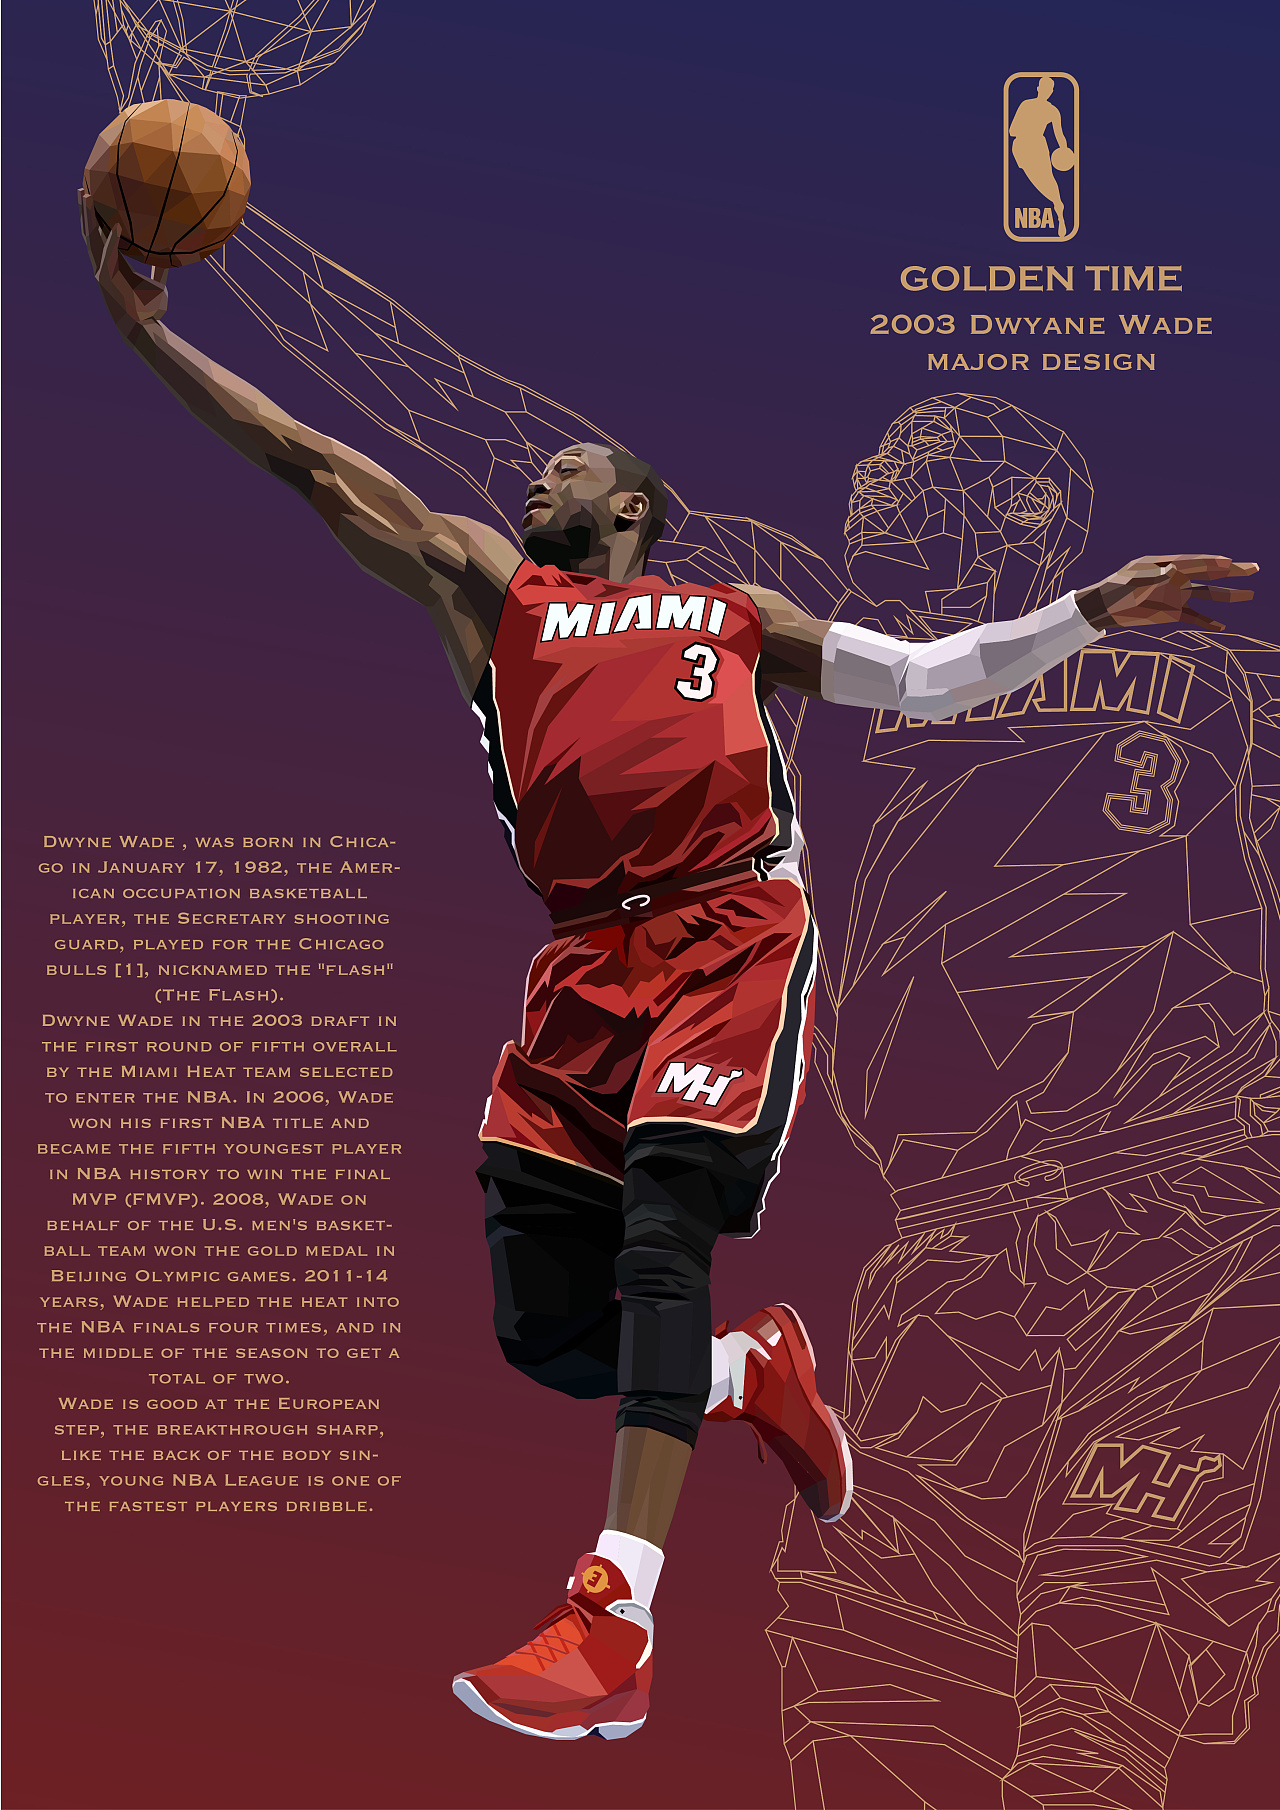 NBA
GOLDEN TIME
2003 DWYANE WADE
MAJOR DESIGN
MIAMI
3
MIAMI
3
DWYNE WADE , WAS BORN IN CHICA-
GO IN JANUARY 17, 1982, THE AMER-
ICAN OCCUPATION BASKETBALL
PLAYER, THE SECRETARY SHOOTING
GUARD, PLAYED FOR THE CHICAGO
BULLS [1], NICKNAMED THE "FLASH"
(THE FLASH).
DWYNE WADE IN THE 2003 DRAFT IN
THE FIRST ROUND OF FIFTH OVERALL
BY THE MIAMI HEAT TEAM SELECTED
TO ENTER THE NBA. IN 2006, WADE
WON HIS FIRST NBA TITLE AND
BECAME THE FIFTH YOUNGEST PLAYER
IN NBA HISTORY TO WIN THE FINAL
MVP (FMVP). 2008, WADE ON
BEHALF OF THE U.S. MEN'S BASKET-
BALL TEAM WON THE GOLD MEDAL IN
BEIJING OLYMPIC GAMES. 2011-14
YEARS, WADE HELPED THE HEAT INTO
THE NBA FINALS FOUR TIMES, AND IN
THE MIDDLE OF THE SEASON TO GET A
TOTAL OF TWO.
WADE IS GOOD AT THE EUROPEAN
STEP, THE BREAKTHROUGH SHARP,
LIKE THE BACK OF THE BODY SIN-
GLES, YOUNG NBA LEAGUE IS ONE OF
THE FASTEST PLAYERS DRIBBLE.
MH
MH
3